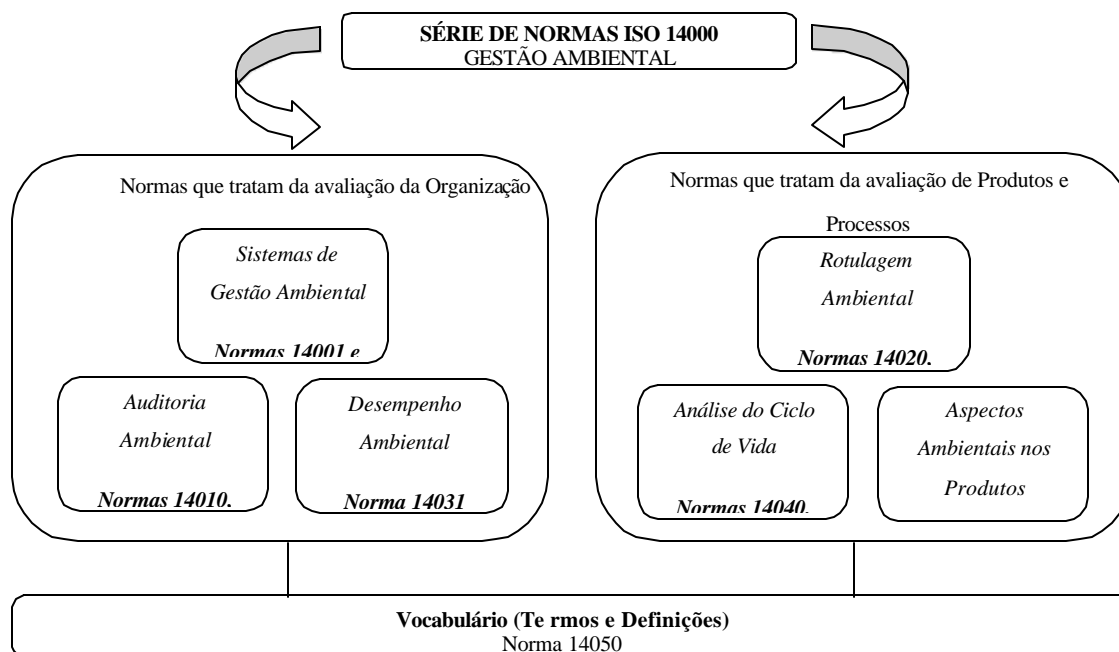 SÉRIE DE NORMAS ISO 14000
GESTÃO AMBIENTAL
Normas que tratam da avaliação da Organização
Sistemas de
Gestão Ambiental
Normas 14001 e
Auditoria
Ambiental
Normas 14010.
Desempenho
Ambiental
Norma 14031
Normas que tratam da avaliação de Produtos e
Processos
Rotulagem
Ambiental
Normas 14020.
Análise do Ciclo
de Vida
Normas 14040.
Aspectos
Ambientais nos
Produtos
Vocabulário (Te rmos e Definições)
Norma 14050